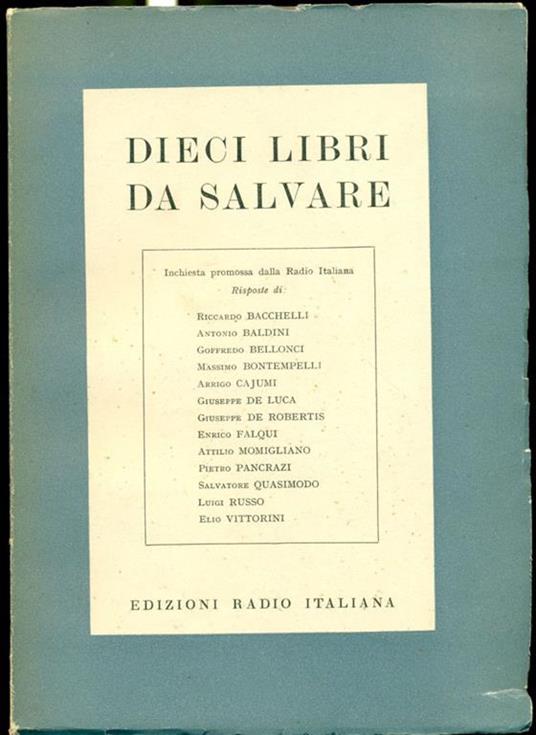 DIECI LIBRI
DA SALVARE
Inchiesta promossa dalla Radio Italiana
Risposte di:
Riccardo BACCHELLI
Antonio BALDINI
Goffredo BELLONCI
Massimo BONTEMPELLI
Arrigo CAJUMI
Giuseppe DE LUCA
Giuseppe DE ROBERTIS
Enrico FALQUI
Attilio MOMIGLIANO
Pietro PANCRAZI
Salvatore QUASIMODO
Luigi RUSSO
Elio VITTORINI
EDIZIONI RADIO ITALIANA